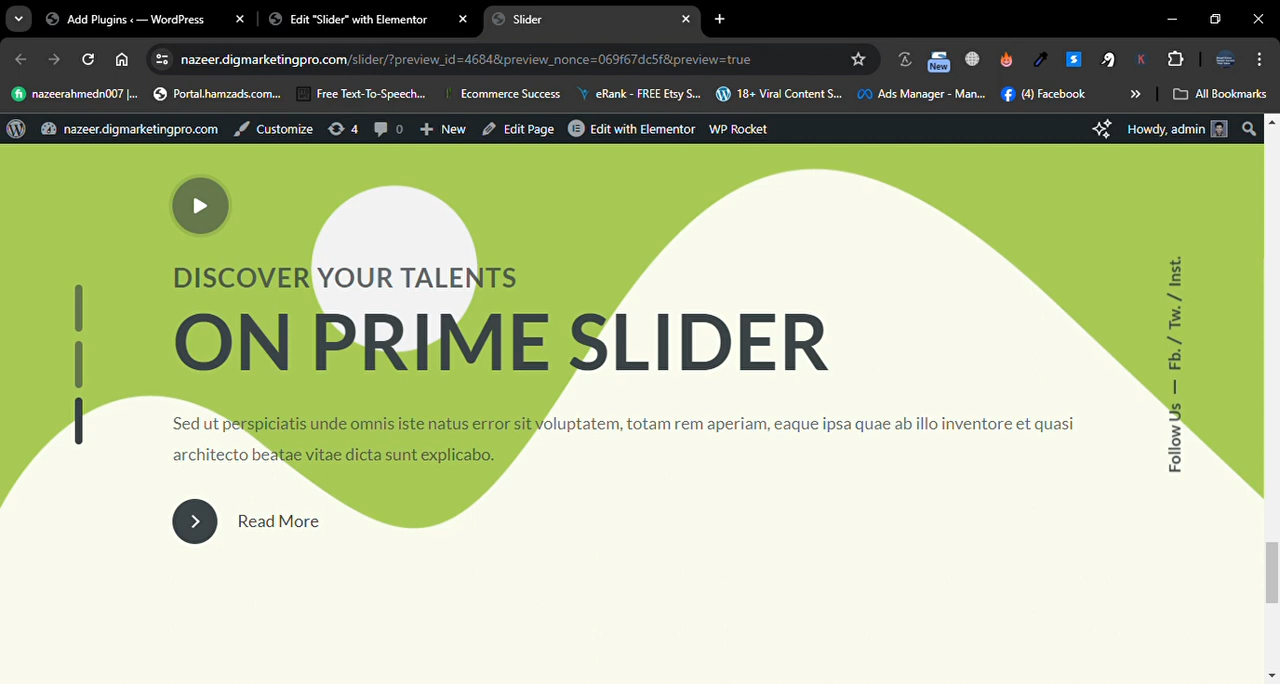 Add Plugins ‹ — WordPress
Edit "Slider" with Elementor
Slider
nazeer.digmarketingpro.com/slider/?preview_id=4684&preview_nonce=069f67dc5f&preview=true
New
K
nazeerahmedn007 |...
Portal.hamzads.com...
Free Text-To-Speech...
Ecommerce Success
eRank - FREE Etsy S...
18+ Viral Content S...
Ads Manager - Man...
(4) Facebook
All Bookmarks
nazeer.digmarketingpro.com
Customize
4
0
New
Edit Page
Edit with Elementor
WP Rocket
Howdy, admin
DISCOVER YOUR TALENTS
ON PRIME SLIDER
Sed ut perspiciatis unde omnis iste natus error sit voluptatem, totam rem aperiam, eaque ipsa quae ab illo inventore et quasi
architecto beatae vitae dicta sunt explicabo.
Read More
Follow Us — Fb. / Tw. / Inst.